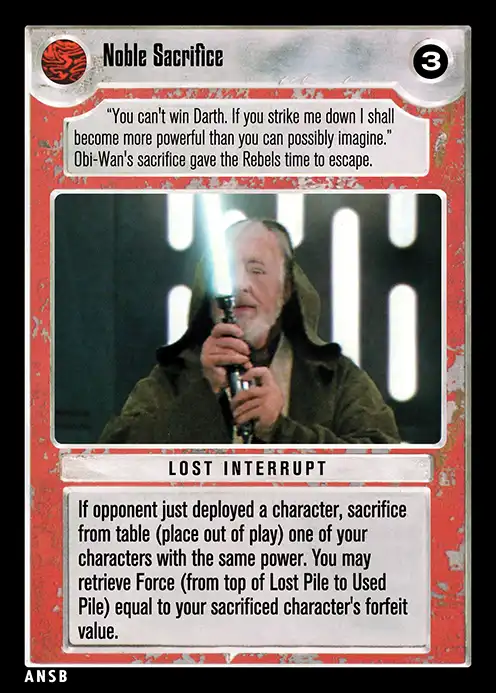 Noble Sacrifice
3
“You can't win Darth. If you strike me down I shall
become more powerful than you can possibly imagine.”
Obi-Wan's sacrifice gave the Rebels time to escape.
LOST INTERRUPT
If opponent just deployed a character, sacrifice
from table (place out of play) one of your
characters with the same power. You may
retrieve Force (from top of Lost Pile to Used
Pile) equal to your sacrificed character's forfeit
value.
ANSB